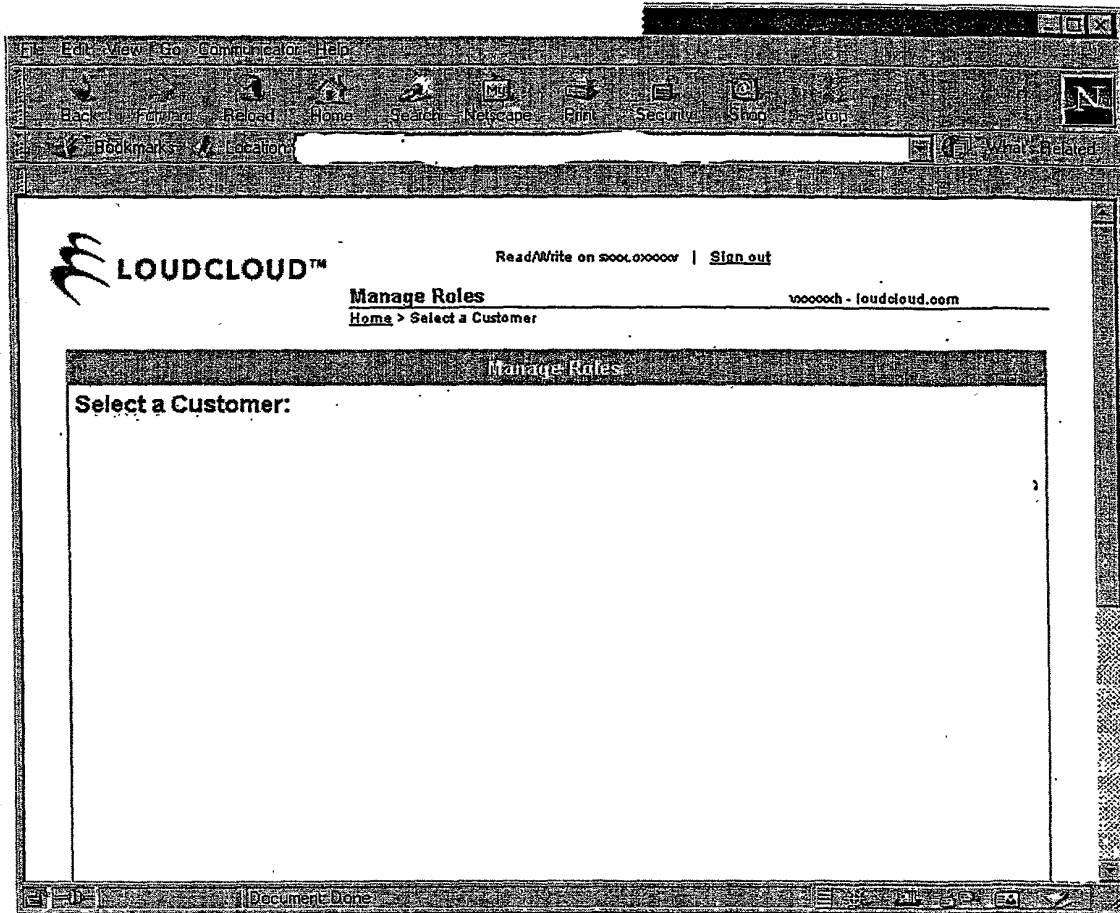 File Edit View Go Communicator Help
Back Forward Reload Home Search Netscape Print Security Shop Stop
Bookmarks Location: What's Related
LOUDCLOUD™
Read/Write on | Sign out
Manage Roles - loudcloud.com
Home > Select a Customer
Manage Roles
Select a Customer:
Document: Done